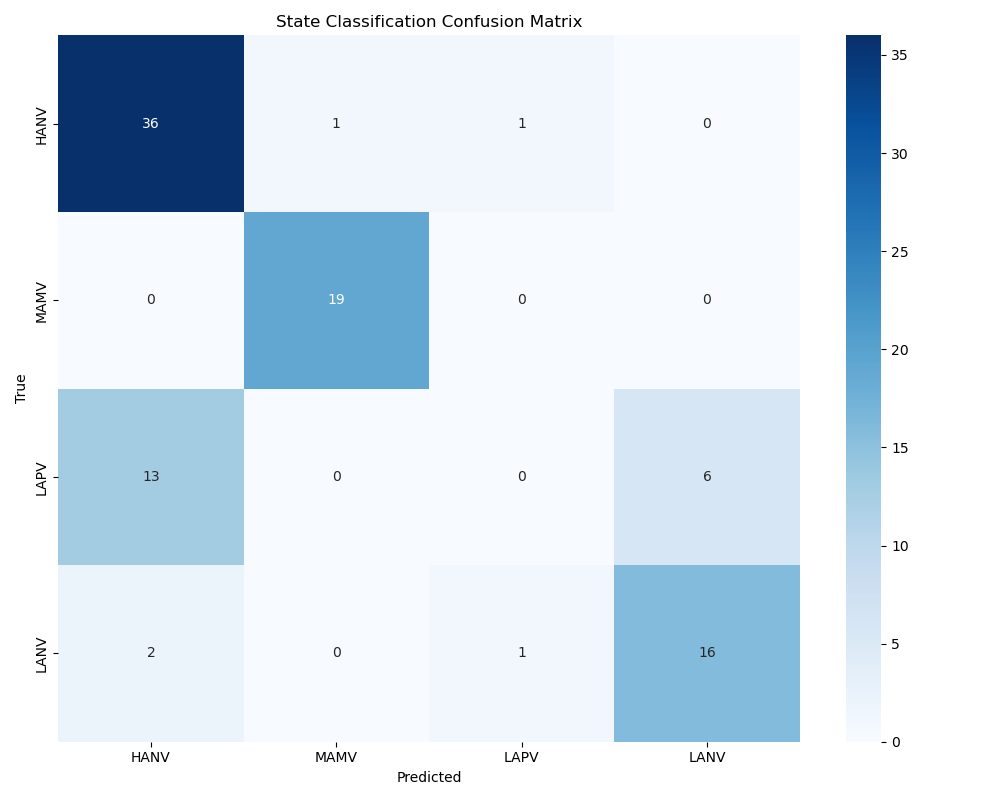 State Classification Confusion Matrix
HANV 36 1 1 0
MAMV 0 19 0 0
LAPV 13 0 0 6
LANV 2 0 1 16
HANV MAMV LAPV LANV
Predicted
True
35
30
25
20
15
10
5
0